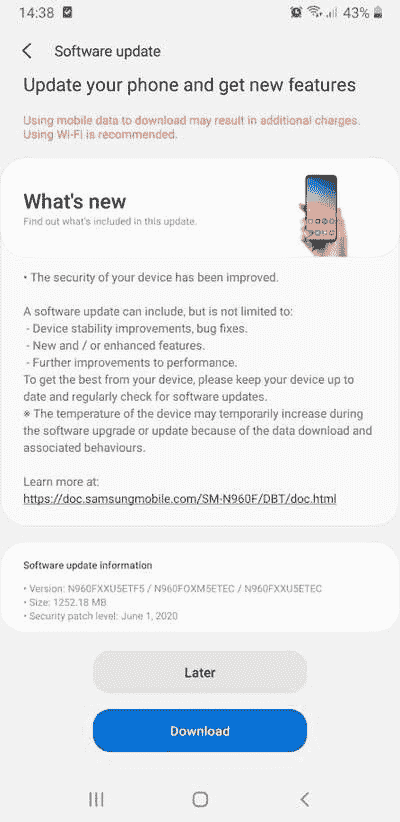 14:38 43%
Software update
Update your phone and get new features
Using mobile data to download may result in additional charges.
Using Wi-Fi is recommended.
What's new
Find out what's included in this update.
• The security of your device has been improved.
A software update can include, but is not limited to:
- Device stability improvements, bug fixes.
- New and / or enhanced features.
- Further improvements to performance.
To get the best from your device, please keep your device up to
date and regularly check for software updates.
※ The temperature of the device may temporarily increase during
the software upgrade or update because of the data download and
associated behaviours.
Learn more at:
https://doc.samsungmobile.com/SM-N960F/DBT/doc.html
Software update information
• Version: N960FXXU5ETF5 / N960FOXM5ETEC / N960FXXU5ETEC
• Size: 1252.18 MB
• Security patch level: June 1, 2020
Later
Download